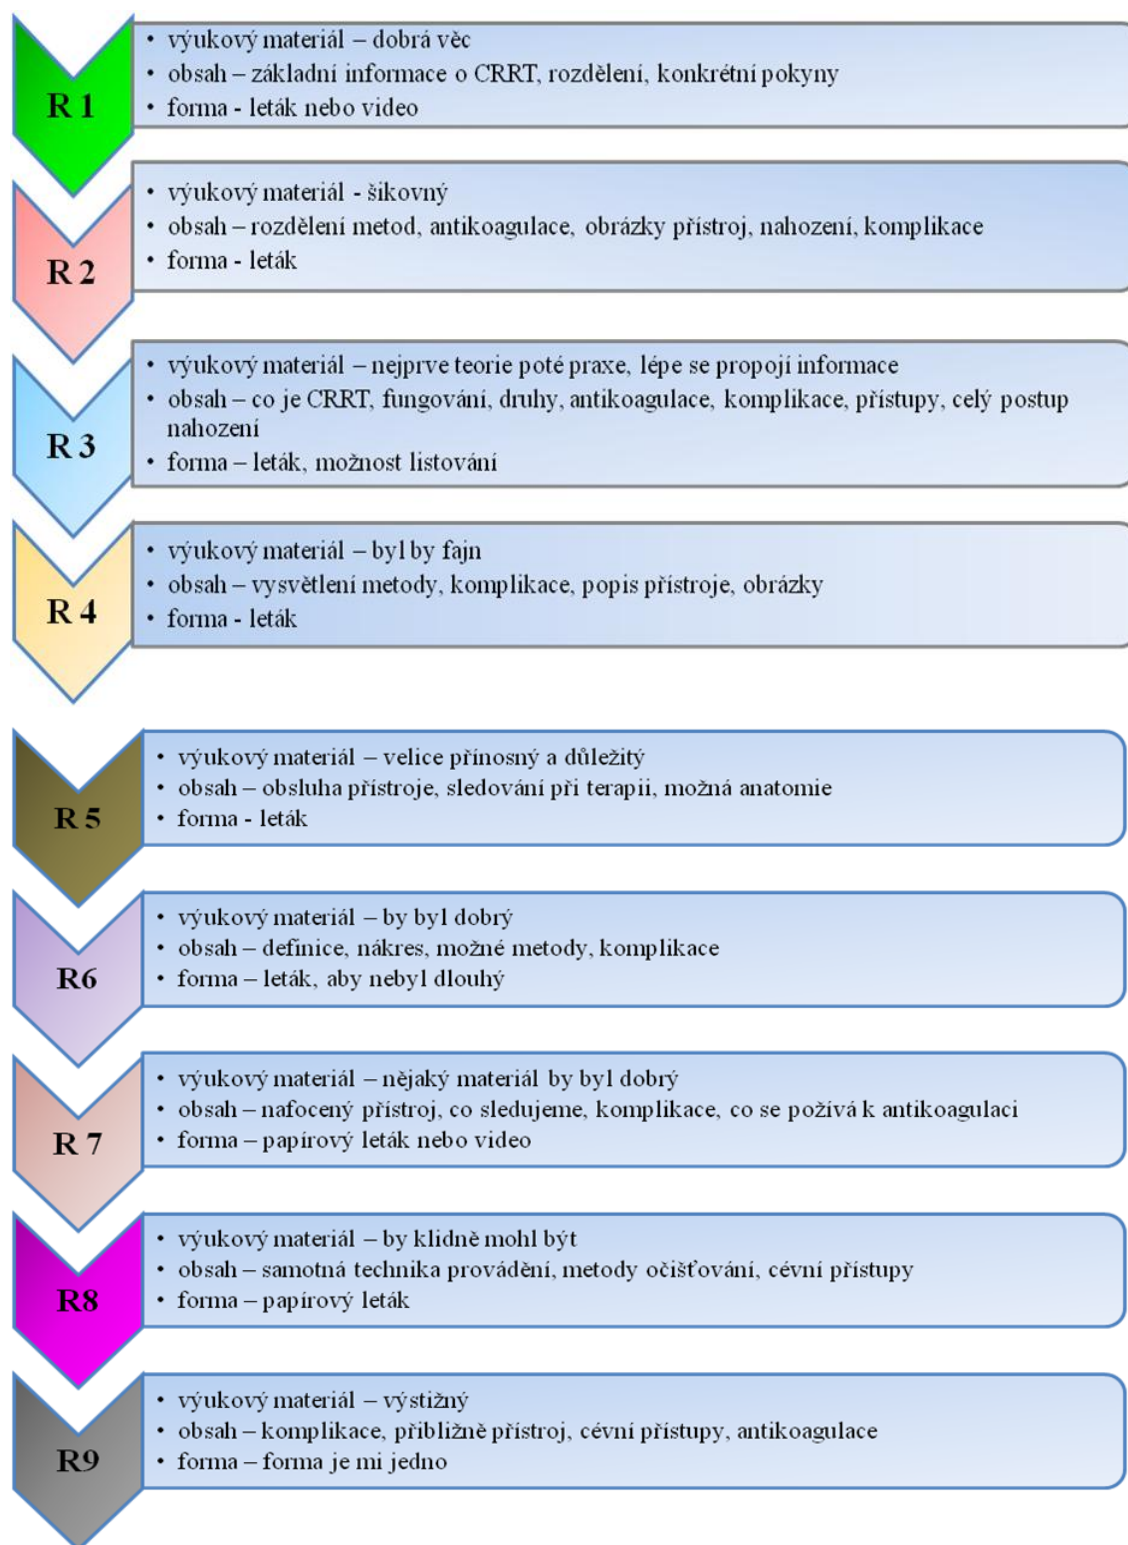 R 1
• výukový materiál – dobrá věc
• obsah – základní informace o CRRT, rozdělení, konkrétní pokyny
• forma - leták nebo video
R 2
• výukový materiál - šikovný
• obsah – rozdělení metod, antikoagulace, obrázky přístroj, nahození, komplikace
• forma - leták
R 3
• výukový materiál – nejprve teorie poté praxe, lépe se propojí informace
• obsah – co je CRRT, fungování, druhy, antikoagulace, komplikace, přístupy, celý postup
nahození
• forma – leták, možnost listování
R 4
• výukový materiál – byl by fajn
• obsah – vysvětlení metody, komplikace, popis přístroje, obrázky
• forma - leták
R 5
• výukový materiál – velice přínosný a důležitý
• obsah – obsluha přístroje, sledování při terapii, možná anatomie
• forma - leták
R6
• výukový materiál – by byl dobrý
• obsah – definice, nákres, možné metody, komplikace
• forma – leták, aby nebyl dlouhý
R 7
• výukový materiál – nějaký materiál by byl dobrý
• obsah – nafocený přístroj, co sledujeme, komplikace, co se požívá k antikoagulaci
• forma – papírový leták nebo video
R8
• výukový materiál – by klidně mohl být
• obsah – samotná technika provádění, metody očišťování, cévní přístupy
• forma – papírový leták
R9
• výukový materiál – výstižný
• obsah – komplikace, přibližně přístroj, cévní přístupy, antikoagulace
• forma – forma je mi jedno